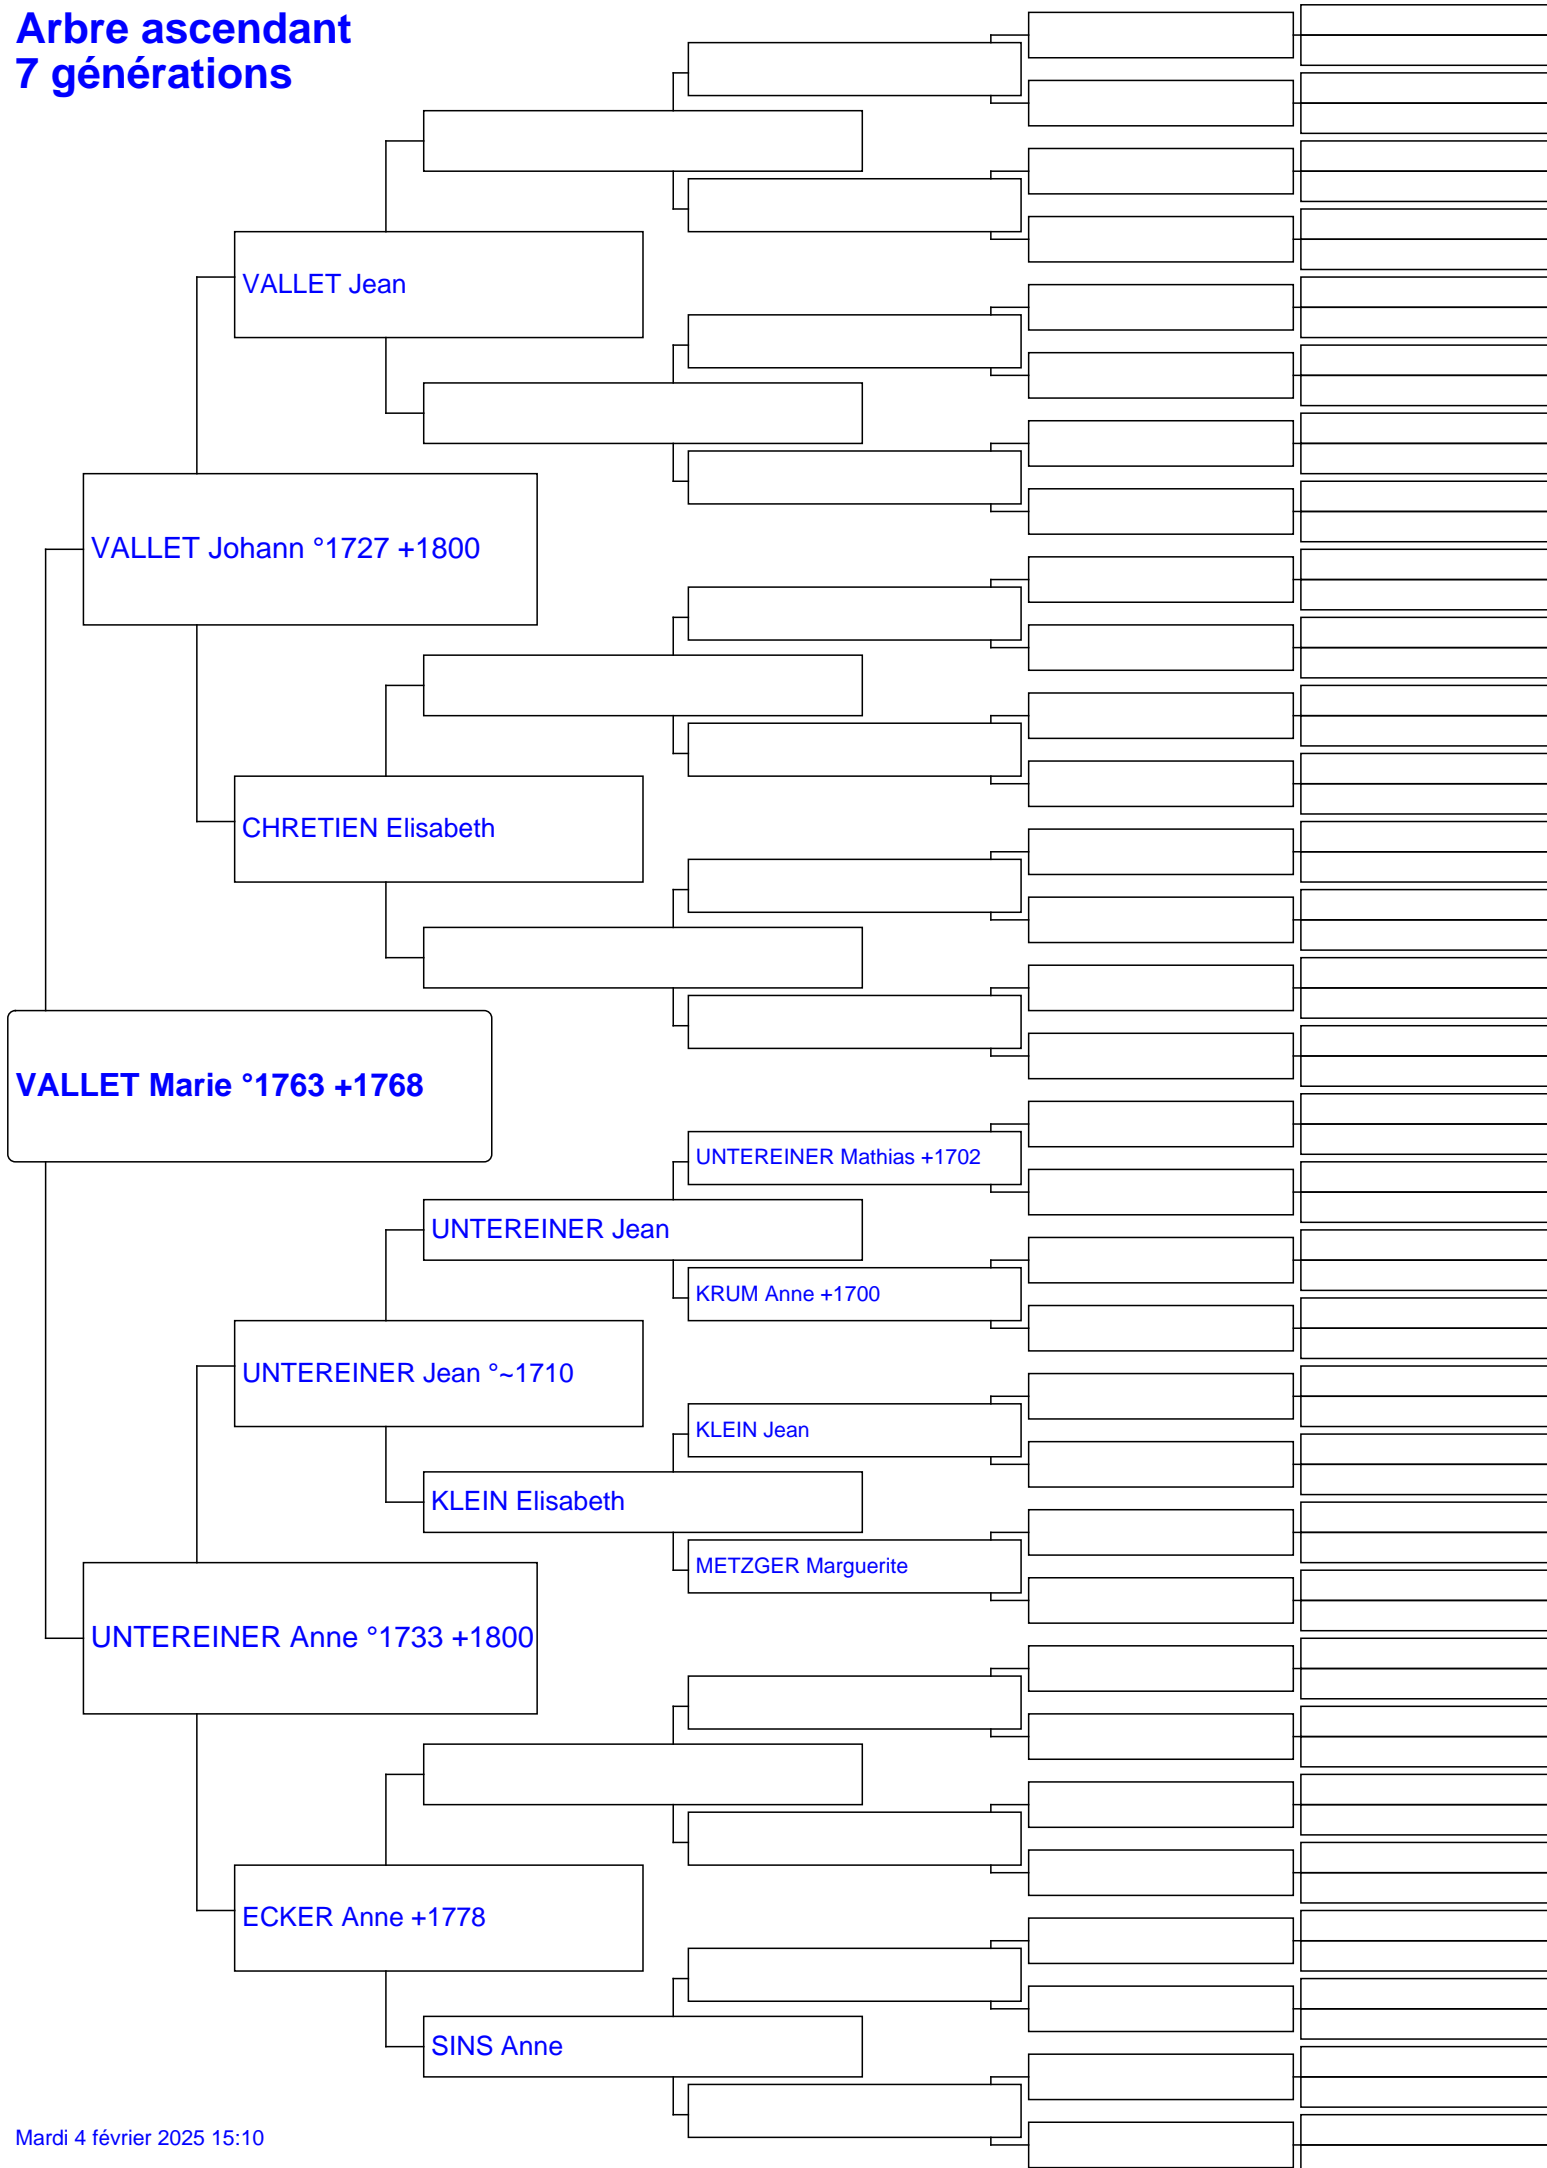 Arbre ascendant
7 générations
VALLET Jean
VALLET Johann °1727 +1800
CHRETIEN Elisabeth
VALLET Marie °1763 +1768
UNTEREINER Mathias +1702
UNTEREINER Jean
KRUM Anne +1700
UNTEREINER Jean °~1710
KLEIN Jean
KLEIN Elisabeth
METZGER Marguerite
UNTEREINER Anne °1733 +1800
ECKER Anne +1778
SINS Anne
Mardi 4 février 2025 15:10